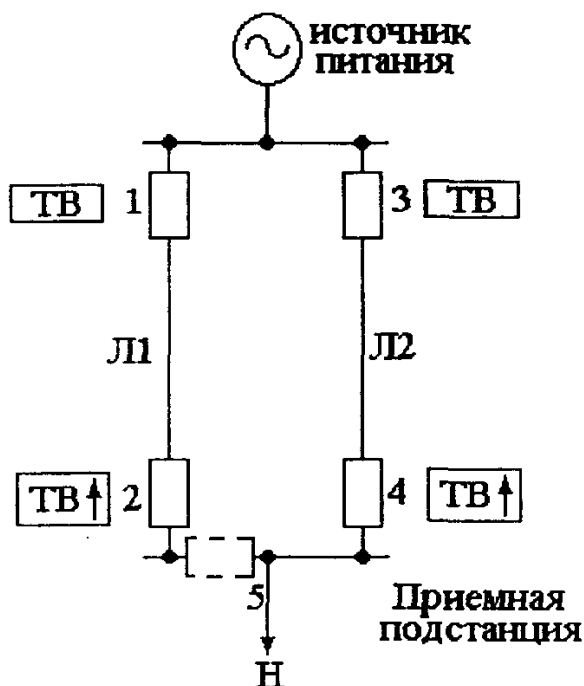 источник
питания
ТВ 1
3 ТВ
Л1
Л2
ТВ 2
4 ТВ
5
Приемная
подстанция
Н